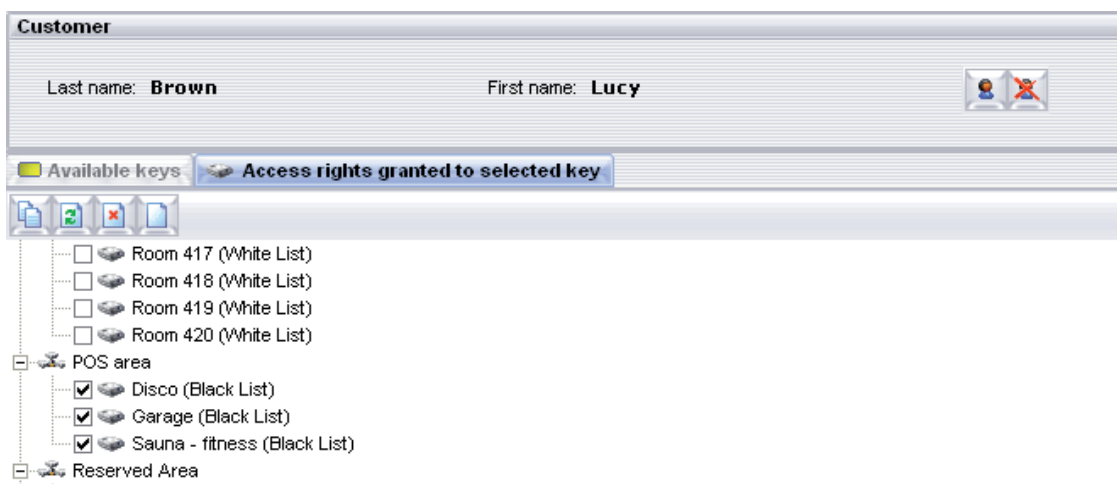 Customer
Last name: Brown First name: Lucy
Available keys Access rights granted to selected key
Room 417 (White List)
Room 418 (White List)
Room 419 (White List)
Room 420 (White List)
POS area
Disco (Black List)
Garage (Black List)
Sauna - fitness (Black List)
Reserved Area